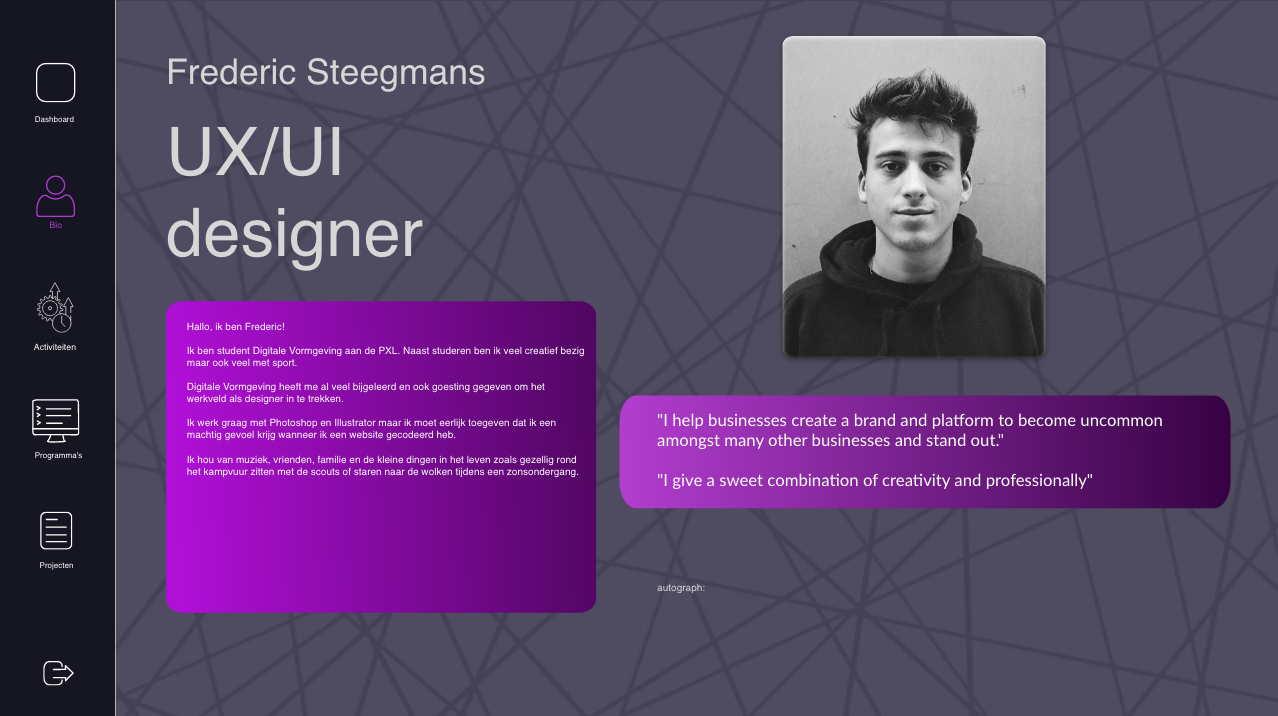 Dashboard
Bio
Activiteiten
Programma's
Projecten
Frederic Steegmans
UX/UI
designer
Hallo, ik ben Frederic!
Ik ben student Digitale Vormgeving aan de PXL. Naast studeren ben ik veel creatief bezig
maar ook veel met sport.
Digitale Vormgeving heeft me al veel bijgeleerd en ook goesting gegeven om het
werkveld als designer in te trekken.
Ik werk graag met Photoshop en Illustrator maar ik moet eerlijk toegeven dat ik een
machtig gevoel krijg wanneer ik een website gecodeerd heb.
Ik hou van muziek, vrienden, familie en de kleine dingen in het leven zoals gezellig rond
het kampvuur zitten met de scouts of staren naar de wolken tijdens een zonsondergang.
"I help businesses create a brand and platform to become uncommon
amongst many other businesses and stand out."
"I give a sweet combination of creativity and professionally"
autograph: